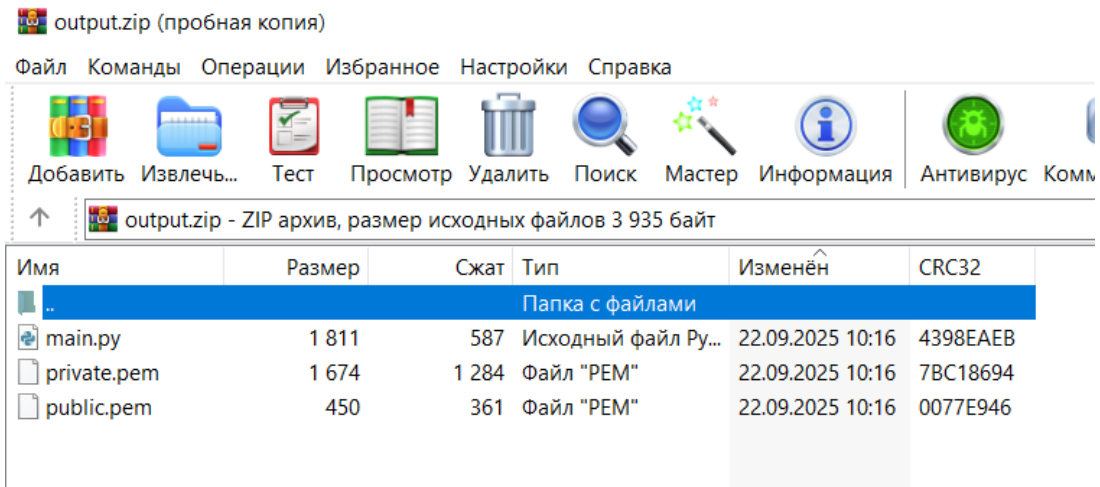 output.zip (пробная копия)
Файл Команды Операции Избранное Настройки Справка
Добавить Извлечь... Тест Просмотр Удалить Поиск Мастер Информация Антивирус Комм
output.zip - ZIP архив, размер исходных файлов 3 935 байт
Имя Размер Сжат Тип Изменён CRC32
.. Папка с файлами
main.py 1 811 587 Исходный файл Py... 22.09.2025 10:16 4398EAEB
private.pem 1 674 1 284 Файл "PEM" 22.09.2025 10:16 7BC18694
public.pem 450 361 Файл "PEM" 22.09.2025 10:16 0077E946